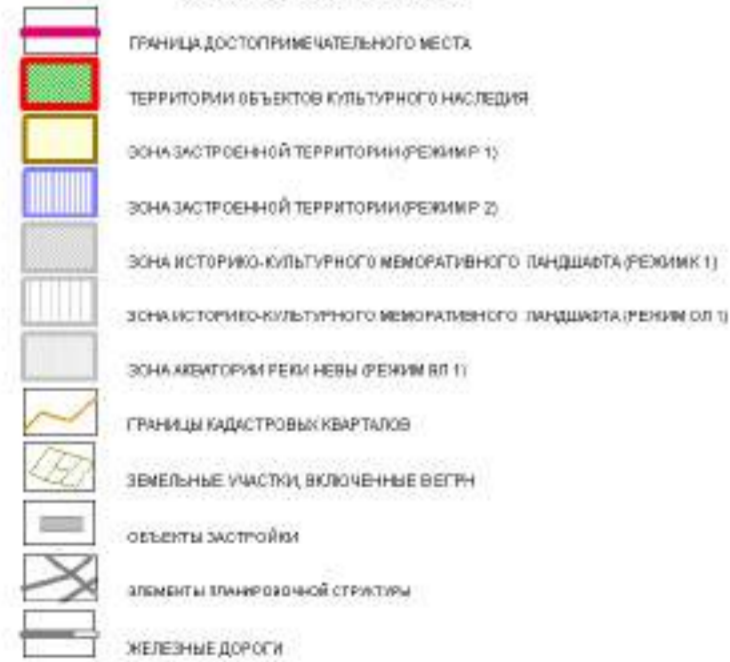 ГРАНИЦА ДОСТОПРИМЕЧАТЕЛЬНОГО МЕСТА
ТЕРРИТОРИИ ОБЪЕКТОВ КУЛЬТУРНОГО НАСЛЕДИЯ
ЗОНА ЗАСТРОЕННОЙ ТЕРРИТОРИИ (РЕЖИМ Р 1)
ЗОНА ЗАСТРОЕННОЙ ТЕРРИТОРИИ (РЕЖИМ Р 2)
ЗОНА ИСТОРИКО-КУЛЬТУРНОГО МЕМОРАТИВНОГО ЛАНДШАФТА (РЕЖИМ К 1)
ЗОНА ИСТОРИКО-КУЛЬТУРНОГО МЕМОРАТИВНОГО ЛАНДШАФТА (РЕЖИМ ОЛ 1)
ЗОНА АКВАТОРИИ РЕКИ НЕВЫ (РЕЖИМ ВЛ 1)
ГРАНИЦЫ КАДАСТРОВЫХ КВАРТАЛОВ
ЗЕМЕЛЬНЫЕ УЧАСТКИ, ВКЛЮЧЕННЫЕ В ЕГРН
ОБЪЕКТЫ ЗАСТРОЙКИ
ЭЛЕМЕНТЫ ПЛАНИРОВОЧНОЙ СТРУКТУРЫ
ЖЕЛЕЗНЫЕ ДОРОГИ